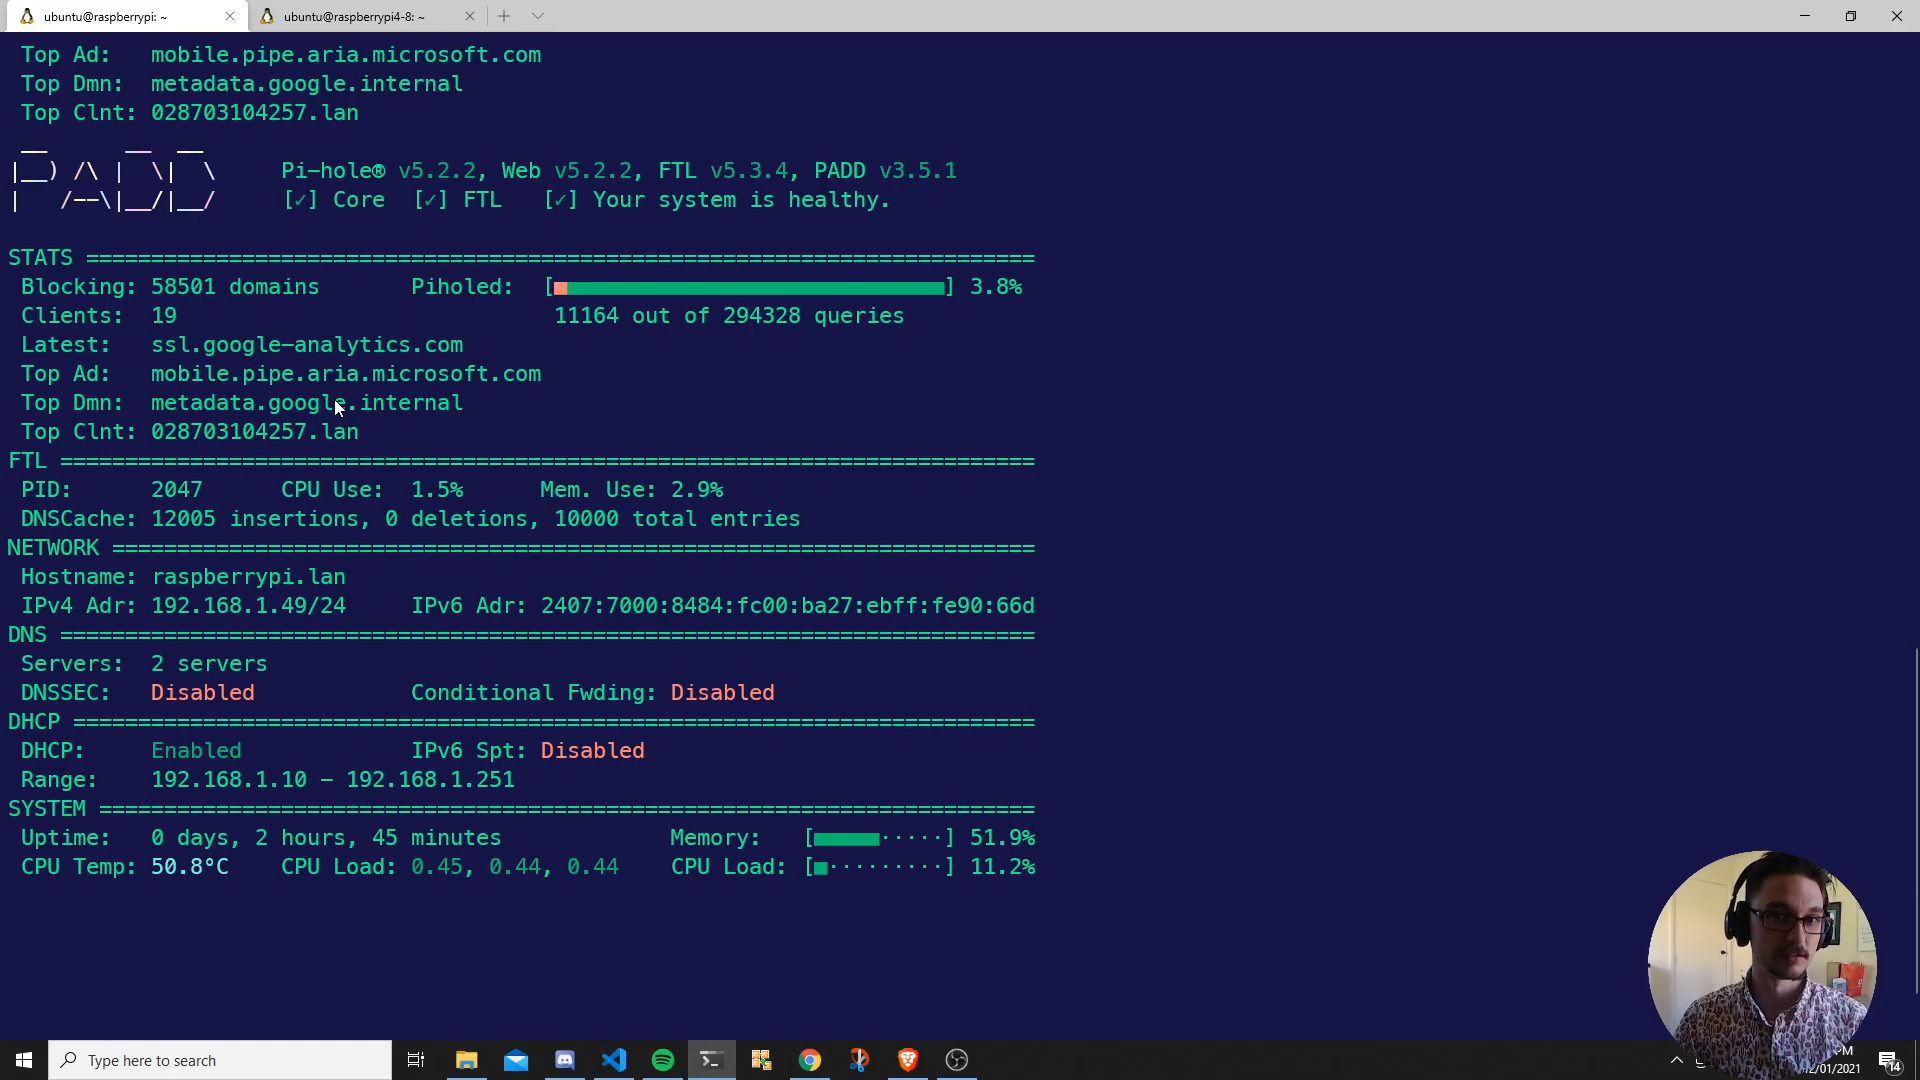 ubuntu@raspberrypi: ~
ubuntu@raspberrypi4-8: ~
Top Ad: mobile.pipe.aria.microsoft.com
Top Dmn: metadata.google.internal
Top Clnt: 028703104257.lan
Pi-hole® v5.2.2, Web v5.2.2, FTL v5.3.4, PADD v3.5.1
[✓] Core [✓] FTL [✓] Your system is healthy.
STATS ==========================================================================
Blocking: 58501 domains Piholed: [ ] 3.8%
Clients: 19 11164 out of 294328 queries
Latest: ssl.google-analytics.com
Top Ad: mobile.pipe.aria.microsoft.com
Top Dmn: metadata.google.internal
Top Clnt: 028703104257.lan
FTL ============================================================================
PID: 2047 CPU Use: 1.5% Mem. Use: 2.9%
DNSCache: 12005 insertions, 0 deletions, 10000 total entries
NETWORK ========================================================================
Hostname: raspberrypi.lan
IPv4 Adr: 192.168.1.49/24 IPv6 Adr: 2407:7000:8484:fc00:ba27:ebff:fe90:66d
DNS ============================================================================
Servers: 2 servers
DNSSEC: Disabled Conditional Fwding: Disabled
DHCP ===========================================================================
DHCP: Enabled IPv6 Spt: Disabled
Range: 192.168.1.10 - 192.168.1.251
SYSTEM =========================================================================
Uptime: 0 days, 2 hours, 45 minutes Memory: [■■■■■·····] 51.9%
CPU Temp: 50.8°C CPU Load: 0.45, 0.44, 0.44 CPU Load: [■·········] 11.2%
Type here to search
14